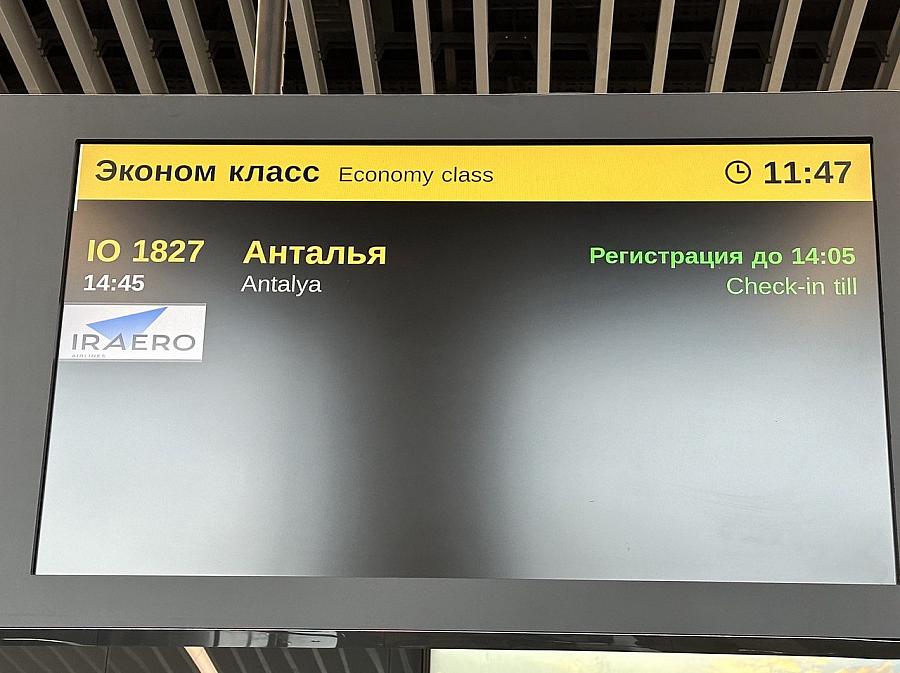 Эконом класс Economy class 11:47
IO 1827 Анталья Регистрация до 14:05
14:45 Antalya Check-in till
IRAERO
AIRLINES